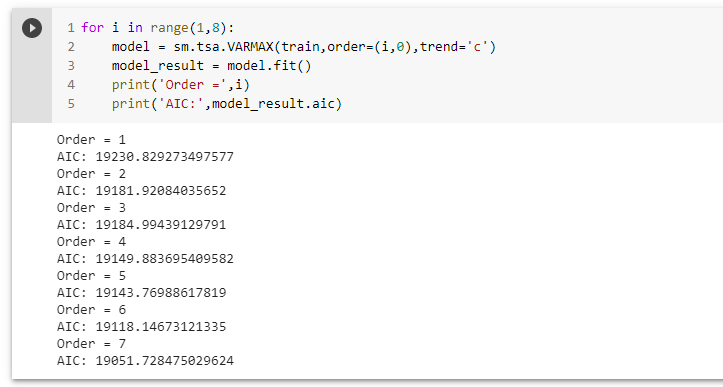 1 for i in range(1,8):
2     model = sm.tsa.VARMAX(train,order=(i,0),trend='c')
3     model_result = model.fit()
4     print('Order =',i)
5     print('AIC:',model_result.aic)
Order = 1
AIC: 19230.829273497577
Order = 2
AIC: 19181.92084035652
Order = 3
AIC: 19184.99439129791
Order = 4
AIC: 19149.883695409582
Order = 5
AIC: 19143.76988617819
Order = 6
AIC: 19118.14673121335
Order = 7
AIC: 19051.728475029624